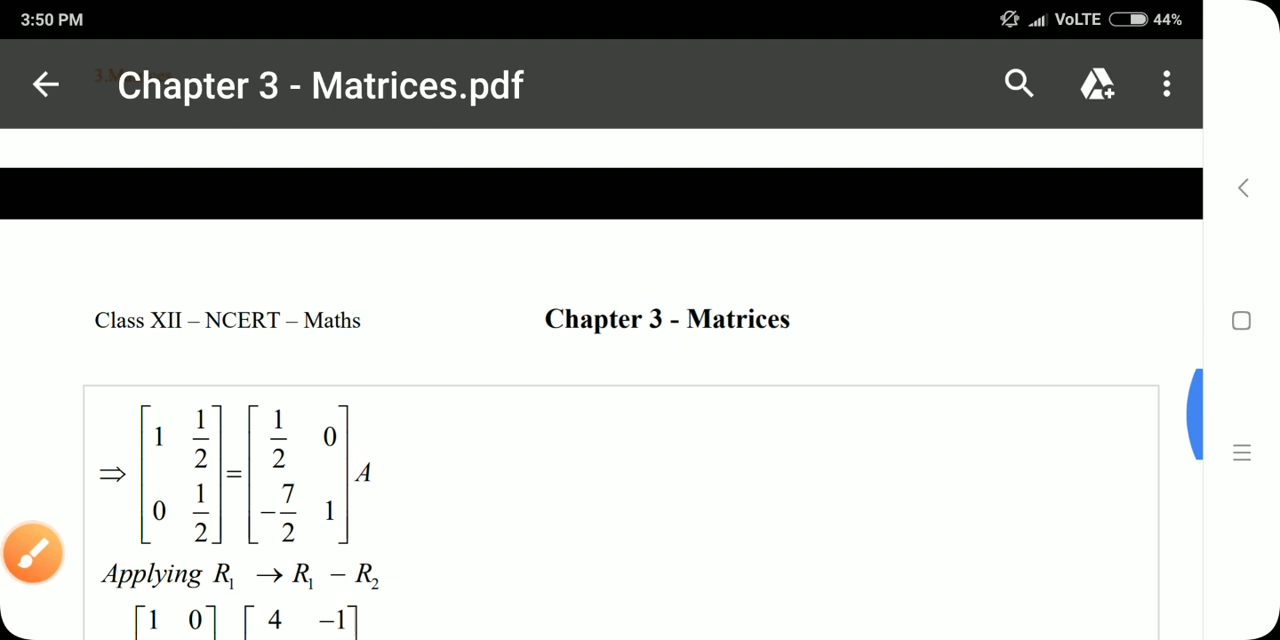 3:50 PM VoLTE 44%
Chapter 3 - Matrices.pdf
Class XII – NCERT – Maths Chapter 3 - Matrices
⇒ [1 1/2; 0 1/2] = [1/2 0; -7/2 1] A
Applying R₁ → R₁ − R₂
[1 0] [4 −1]